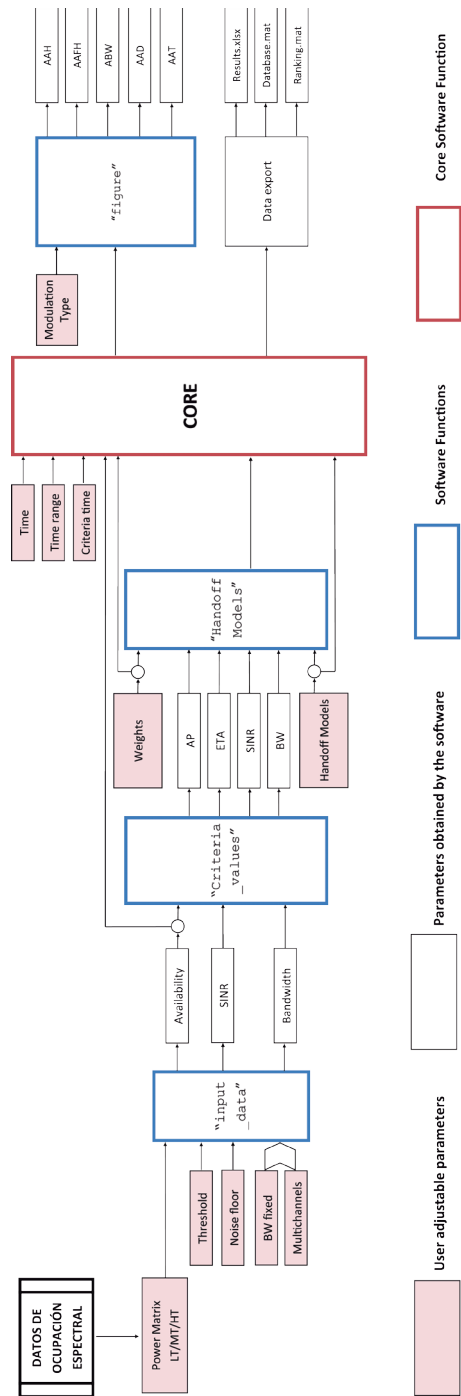 DATOS DE
OCUPACIÓN
ESPECTRAL
Power Matrix
LT/MT/HT
Threshold
Noise floor
BW fixed
Multichannels
"input
_data"
Availability
SINR
Bandwidth
"Criteria
_values"
AP
ETA
SINR
BW
Weights
Handoff Models
"Handoff
Models"
Time
Time range
Criteria time
CORE
Modulation
Type
"figure"
AAH
AAFH
ABW
AAD
AAT
Data export
Results.xlsx
Database.mat
Ranking.mat
User adjustable parameters
Parameters obtained by the software
Software Functions
Core Software Function